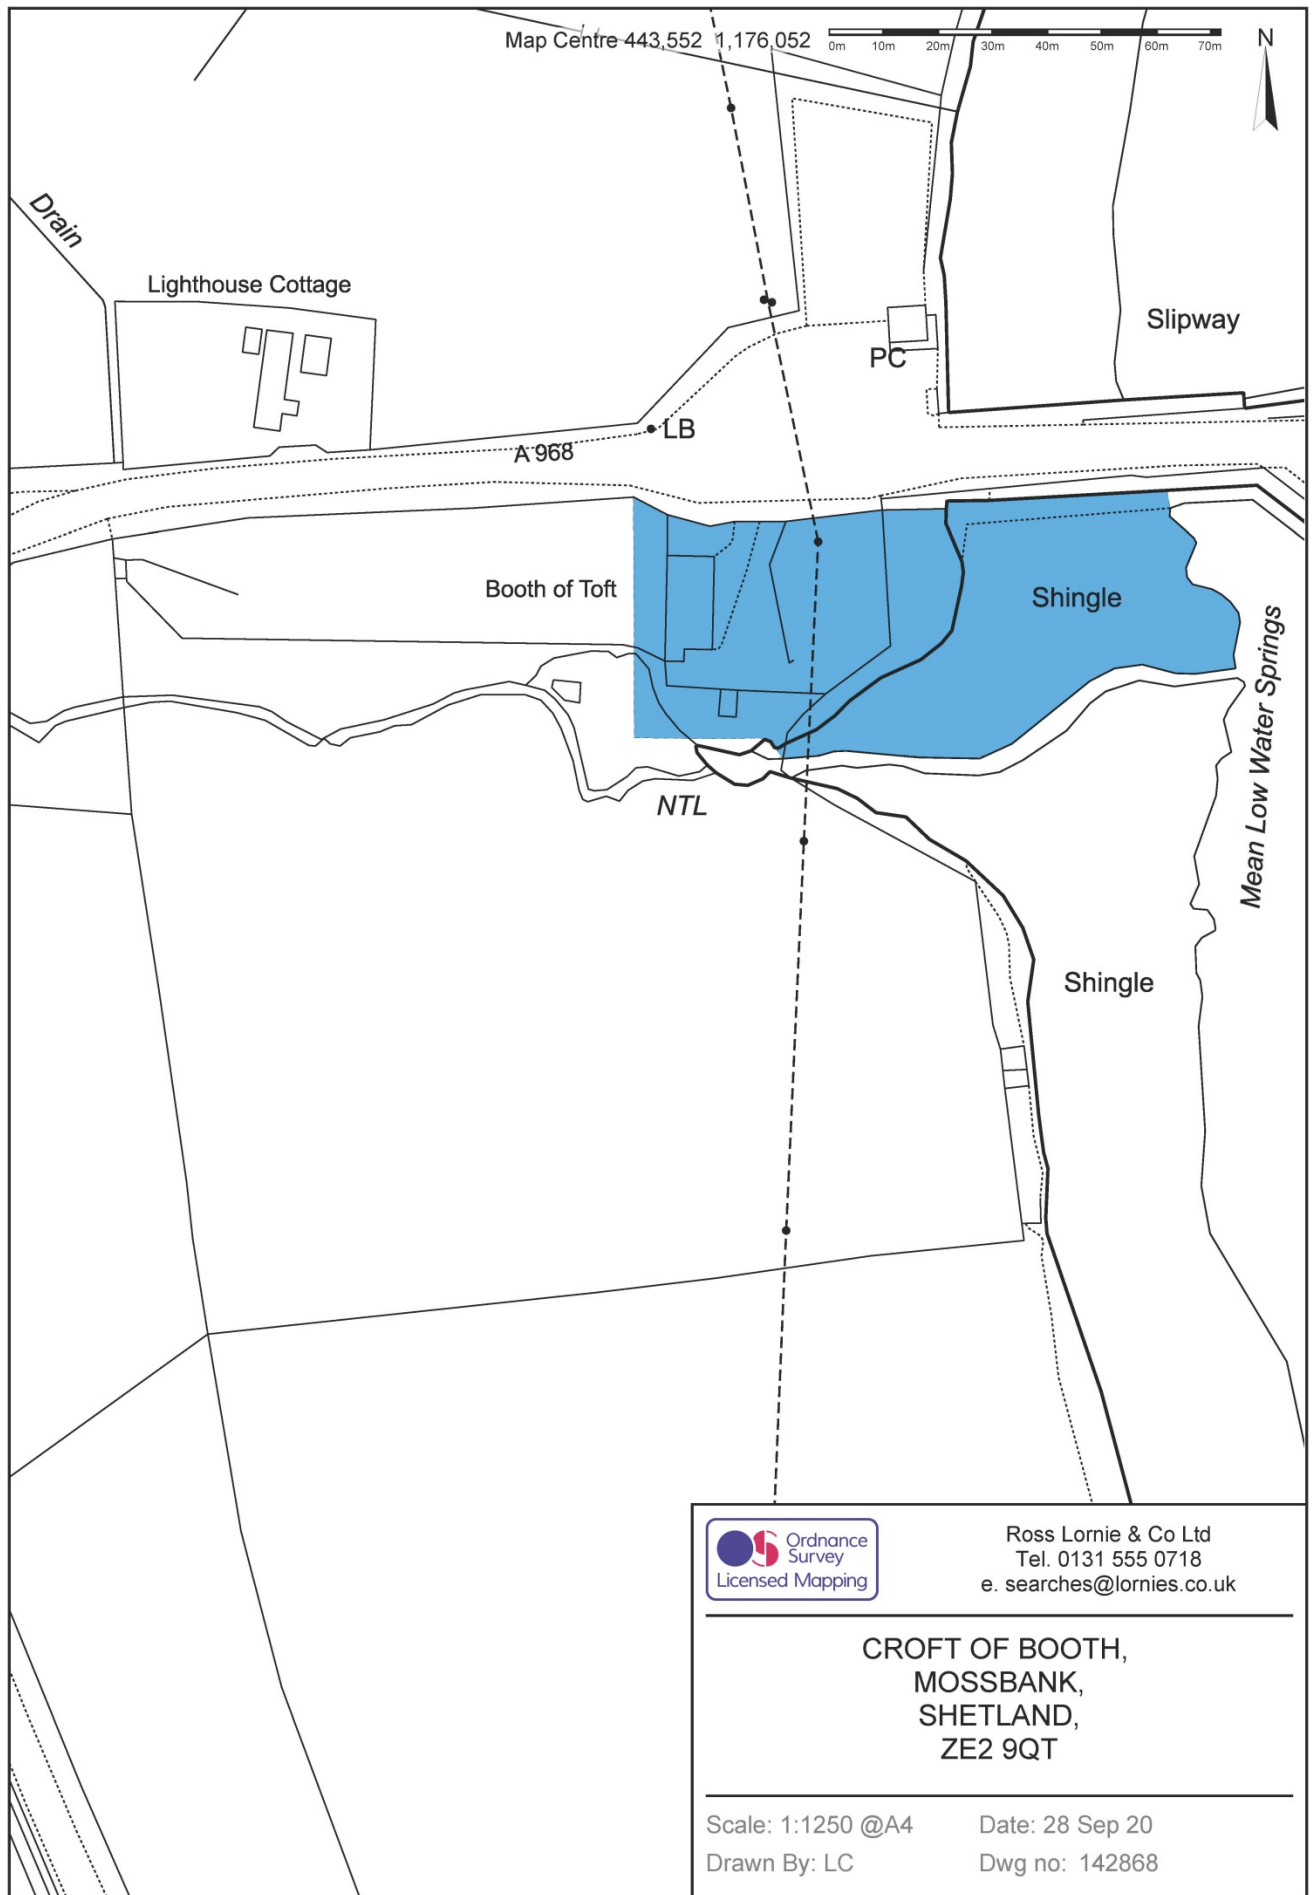 Map Centre 443,552 1,176,052
0m 10m 20m 30m 40m 50m 60m 70m
N
Drain
Lighthouse Cottage
Slipway
PC
LB
A 968
Booth of Toft
Shingle
Mean Low Water Springs
NTL
Shingle
OS Ordnance
Survey
Licensed Mapping
Ross Lornie & Co Ltd
Tel. 0131 555 0718
e. searches@lornies.co.uk
CROFT OF BOOTH,
MOSSBANK,
SHETLAND,
ZE2 9QT
Scale: 1:1250 @A4
Date: 28 Sep 20
Drawn By: LC
Dwg no: 142868